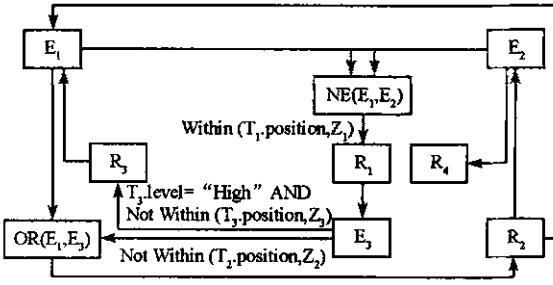 E₁
E₂
NE(E₁,E₂)
Within (T₁.position,Z₁)
R₃
R₁
R₄
T₃.level= “High” AND
Not Within (T₃.position,Z₃)
OR(E₁,E₃)
E₃
R₂
Not Within (T₂.position,Z₂)